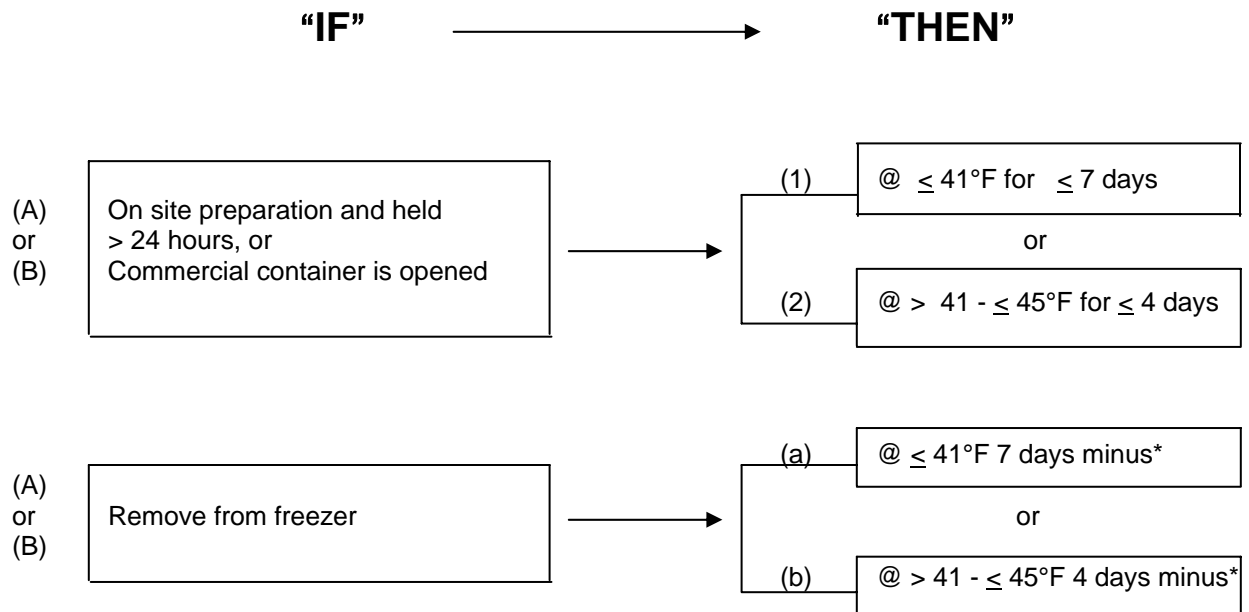 “IF” “THEN”
(1) @ ≤ 41°F for ≤ 7 days
(A) On site preparation and held
or > 24 hours, or or
(B) Commercial container is opened
(2) @ > 41 - ≤ 45°F for ≤ 4 days
(a) @ ≤ 41°F 7 days minus*
(A)
or Remove from freezer or
(B)
(b) @ > 41 - ≤ 45°F 4 days minus*